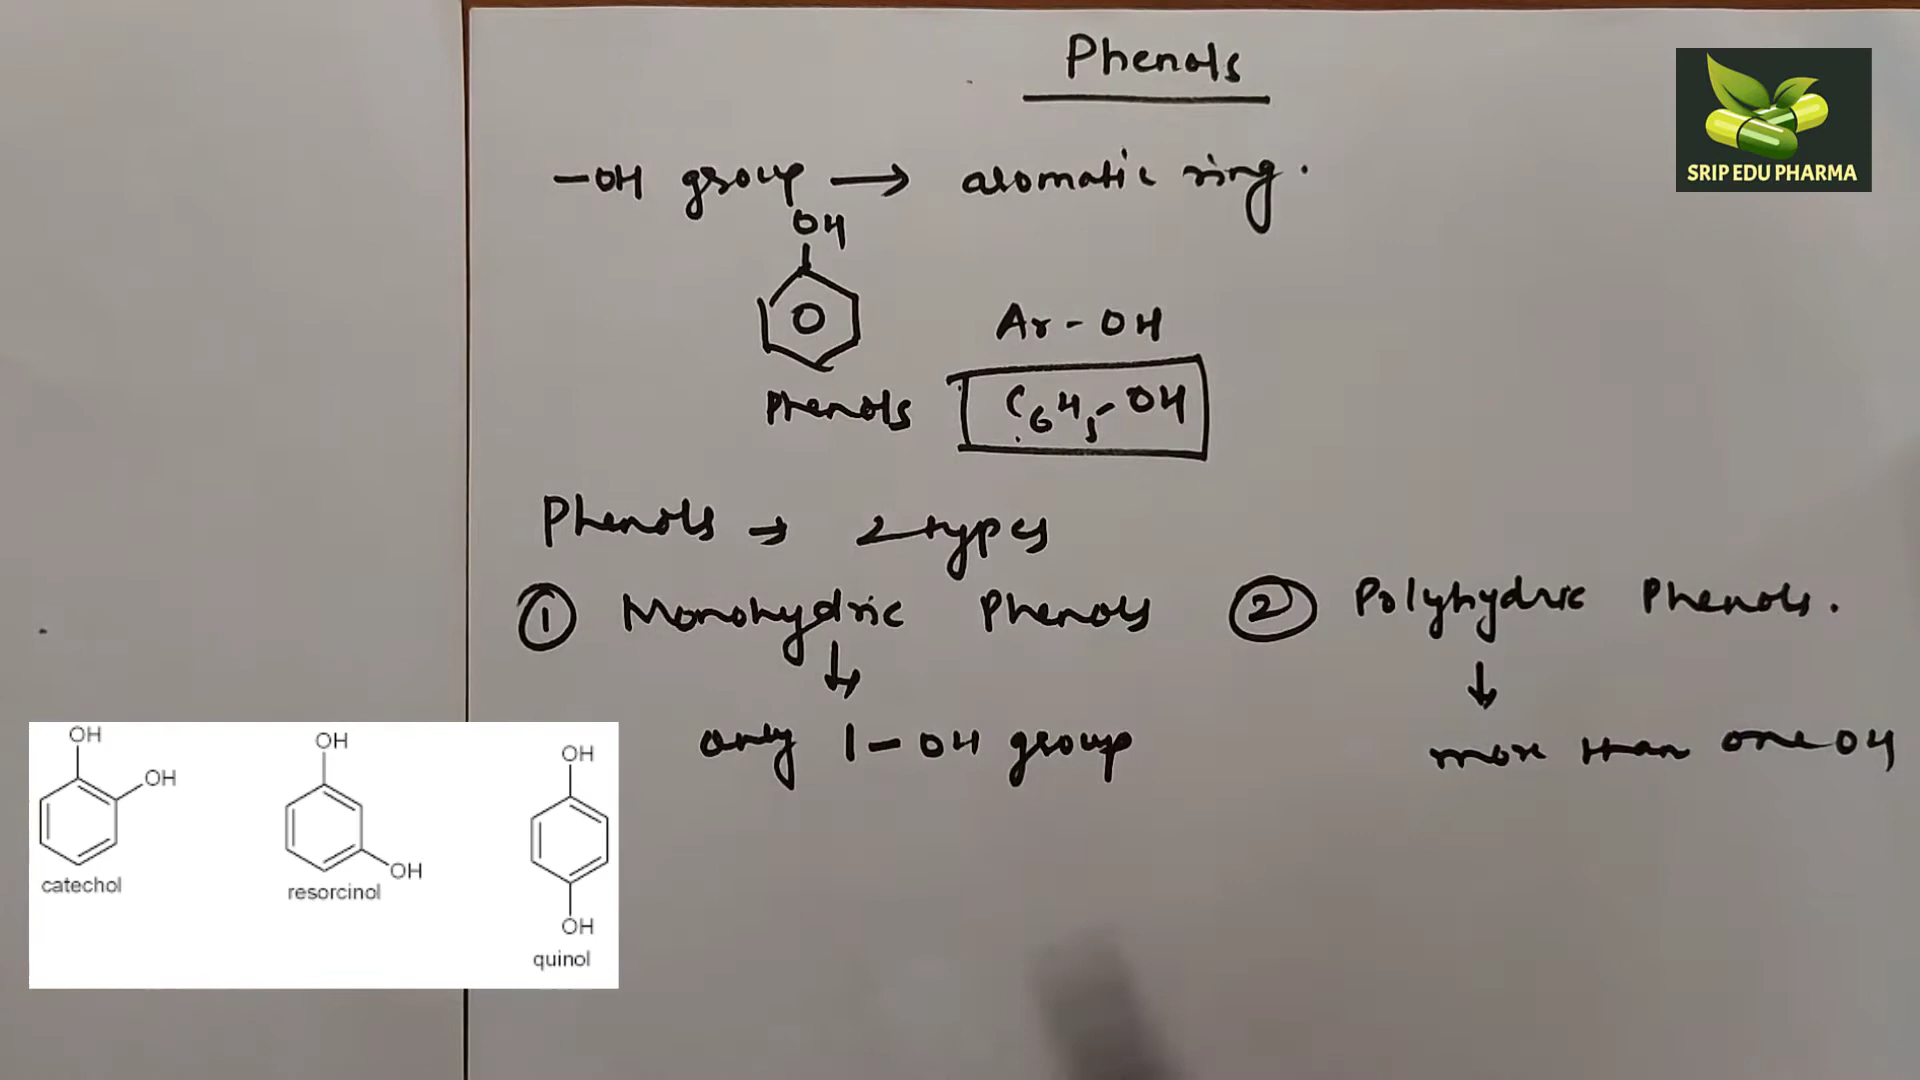 Phenols
SRIP EDU PHARMA
-OH group → aromatic ring.
OH
Ar - OH
Phenols
C6H5-OH
Phenols → 2 types
① Monohydric Phenols
② Polyhydric Phenols.
↓
↓
only 1 - OH group
more than one OH
OH
OH
catechol
OH
OH
resorcinol
OH
OH
quinol